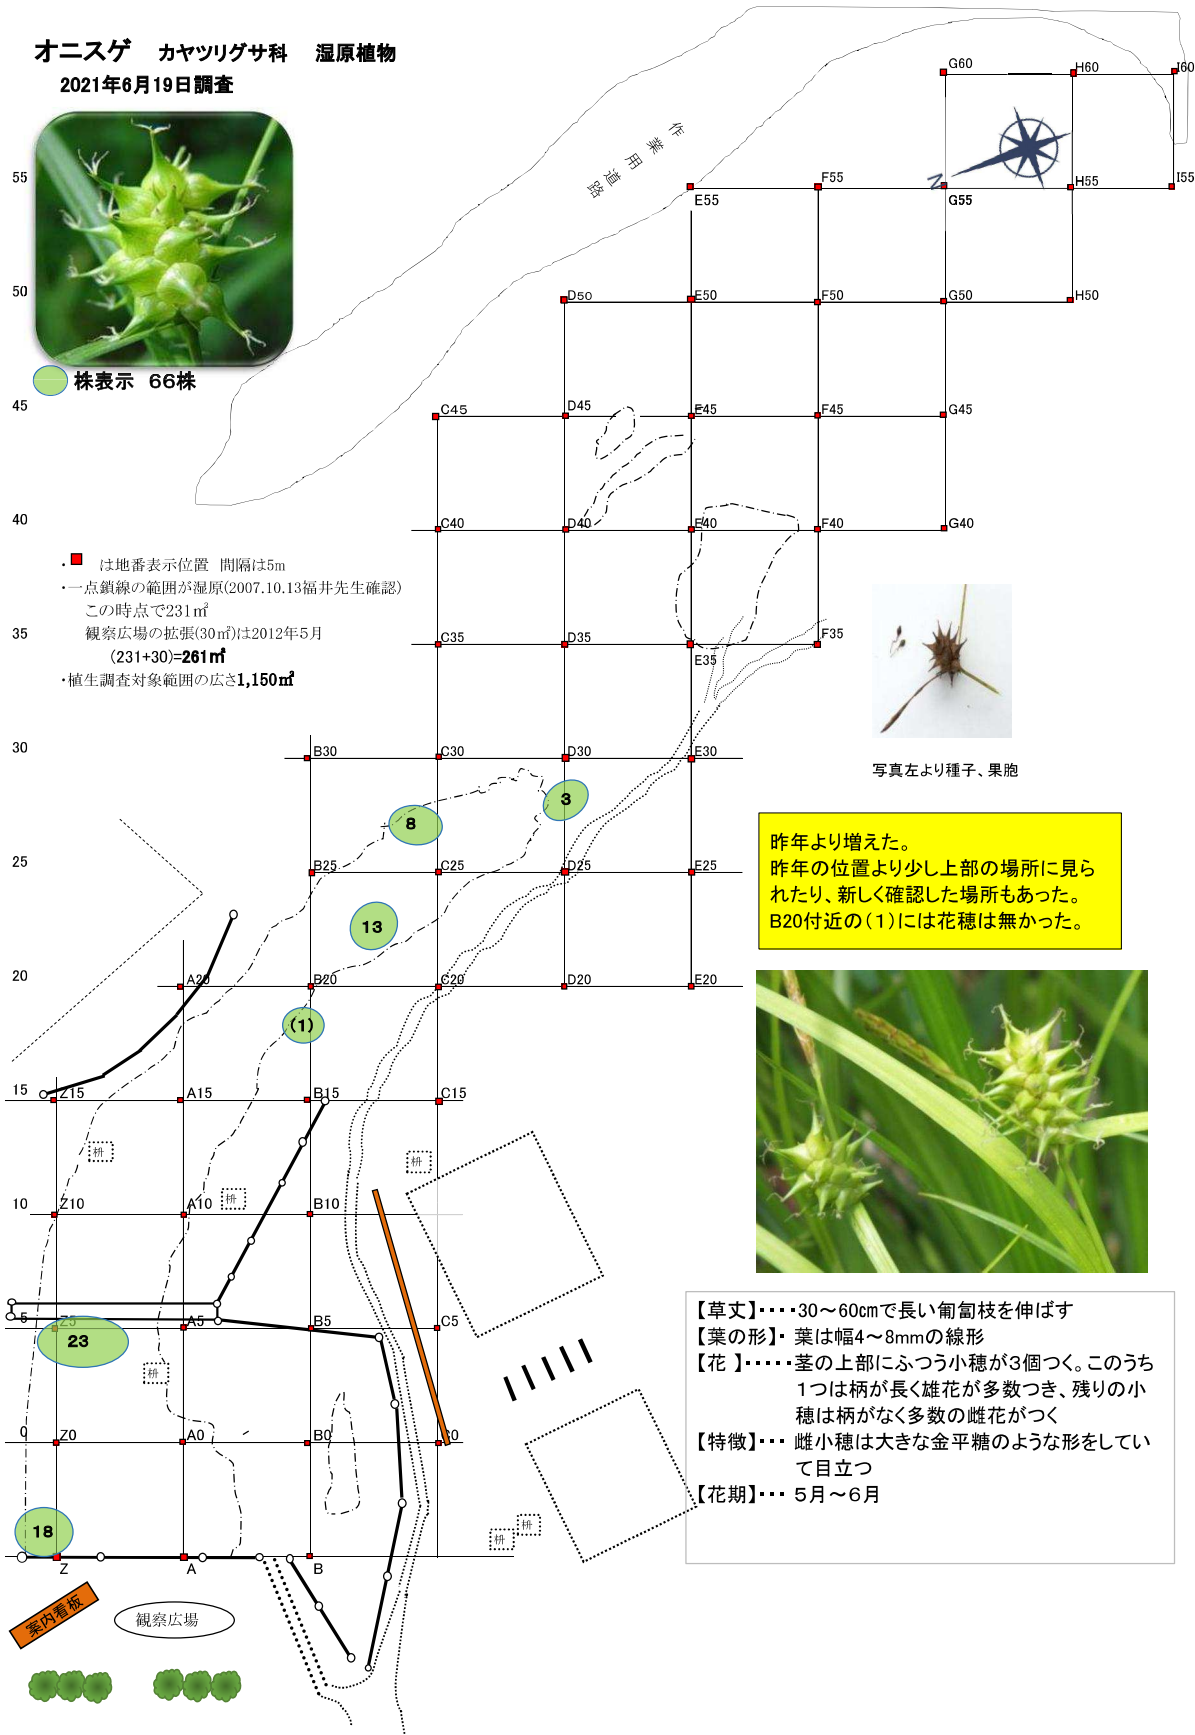 オニスゲ カヤツリグサ科 湿原植物
2021年6月19日調査
株表示 66株
作業用道路
N
G60 H60 I60
55 E55 F55 G55 H55 I55
50 D50 E50 F50 G50 H50
45 C45 D45 E45 F45 G45
40 C40 D40 E40 F40 G40
・ は地番表示位置 間隔は5m
・一点鎖線の範囲が湿原(2007.10.13福井先生確認)
この時点で231㎡
観察広場の拡張(30㎡)は2012年5月
(231+30)=261㎡
・植生調査対象範囲の広さ1,150㎡
35 C35 D35 E35 F35
30 B30 C30 D30 E30
写真左より種子、果胞
3
8
昨年より増えた。
昨年の位置より少し上部の場所に見ら
れたり、新しく確認した場所もあった。
B20付近の(1)には花穂は無かった。
25 B25 C25 D25 E25
13
20 A20 B20 C20 D20 E20
(1)
15 Z15 A15 B15 C15
枡
枡
枡
10 Z10 A10 B10
5 Z5 A5 B5 C5
23
枡
0 Z0 A0 B0 C0
18
枡
枡
Z A B
【草丈】・・・・30～60㎝で長い匍匐枝を伸ばす
【葉の形】・ 葉は幅4～8mmの線形
【花 】・・・・・茎の上部にふつう小穂が3個つく。このうち
1つは柄が長く雄花が多数つき、残りの小
穂は柄がなく多数の雌花がつく
【特徴】・・・ 雌小穂は大きな金平糖のような形をしてい
て目立つ
【花期】・・・ 5月～6月
案内看板
観察広場